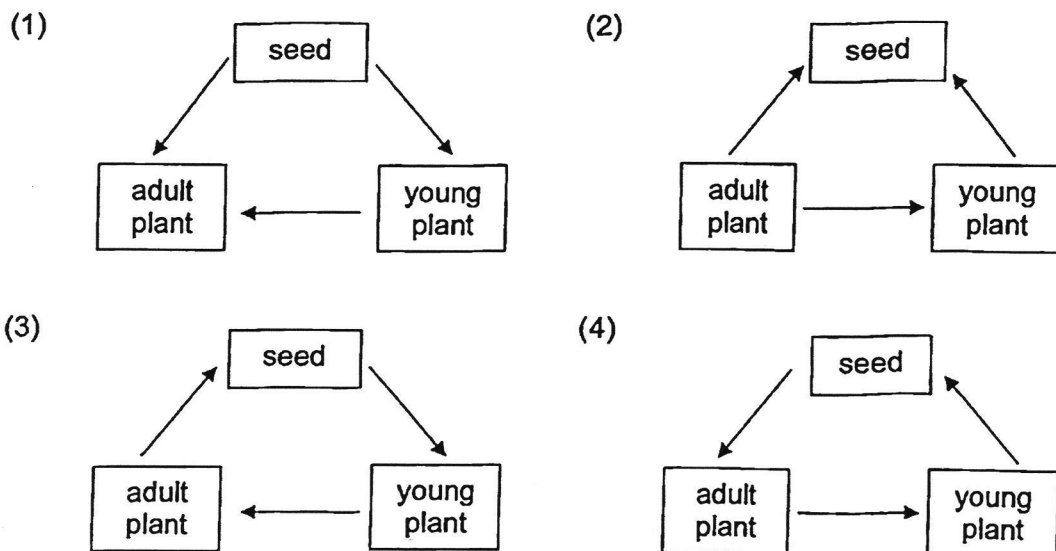 (1)
seed
adult
plant
young
plant
(2)
seed
adult
plant
young
plant
(3)
seed
adult
plant
young
plant
(4)
seed
adult
plant
young
plant